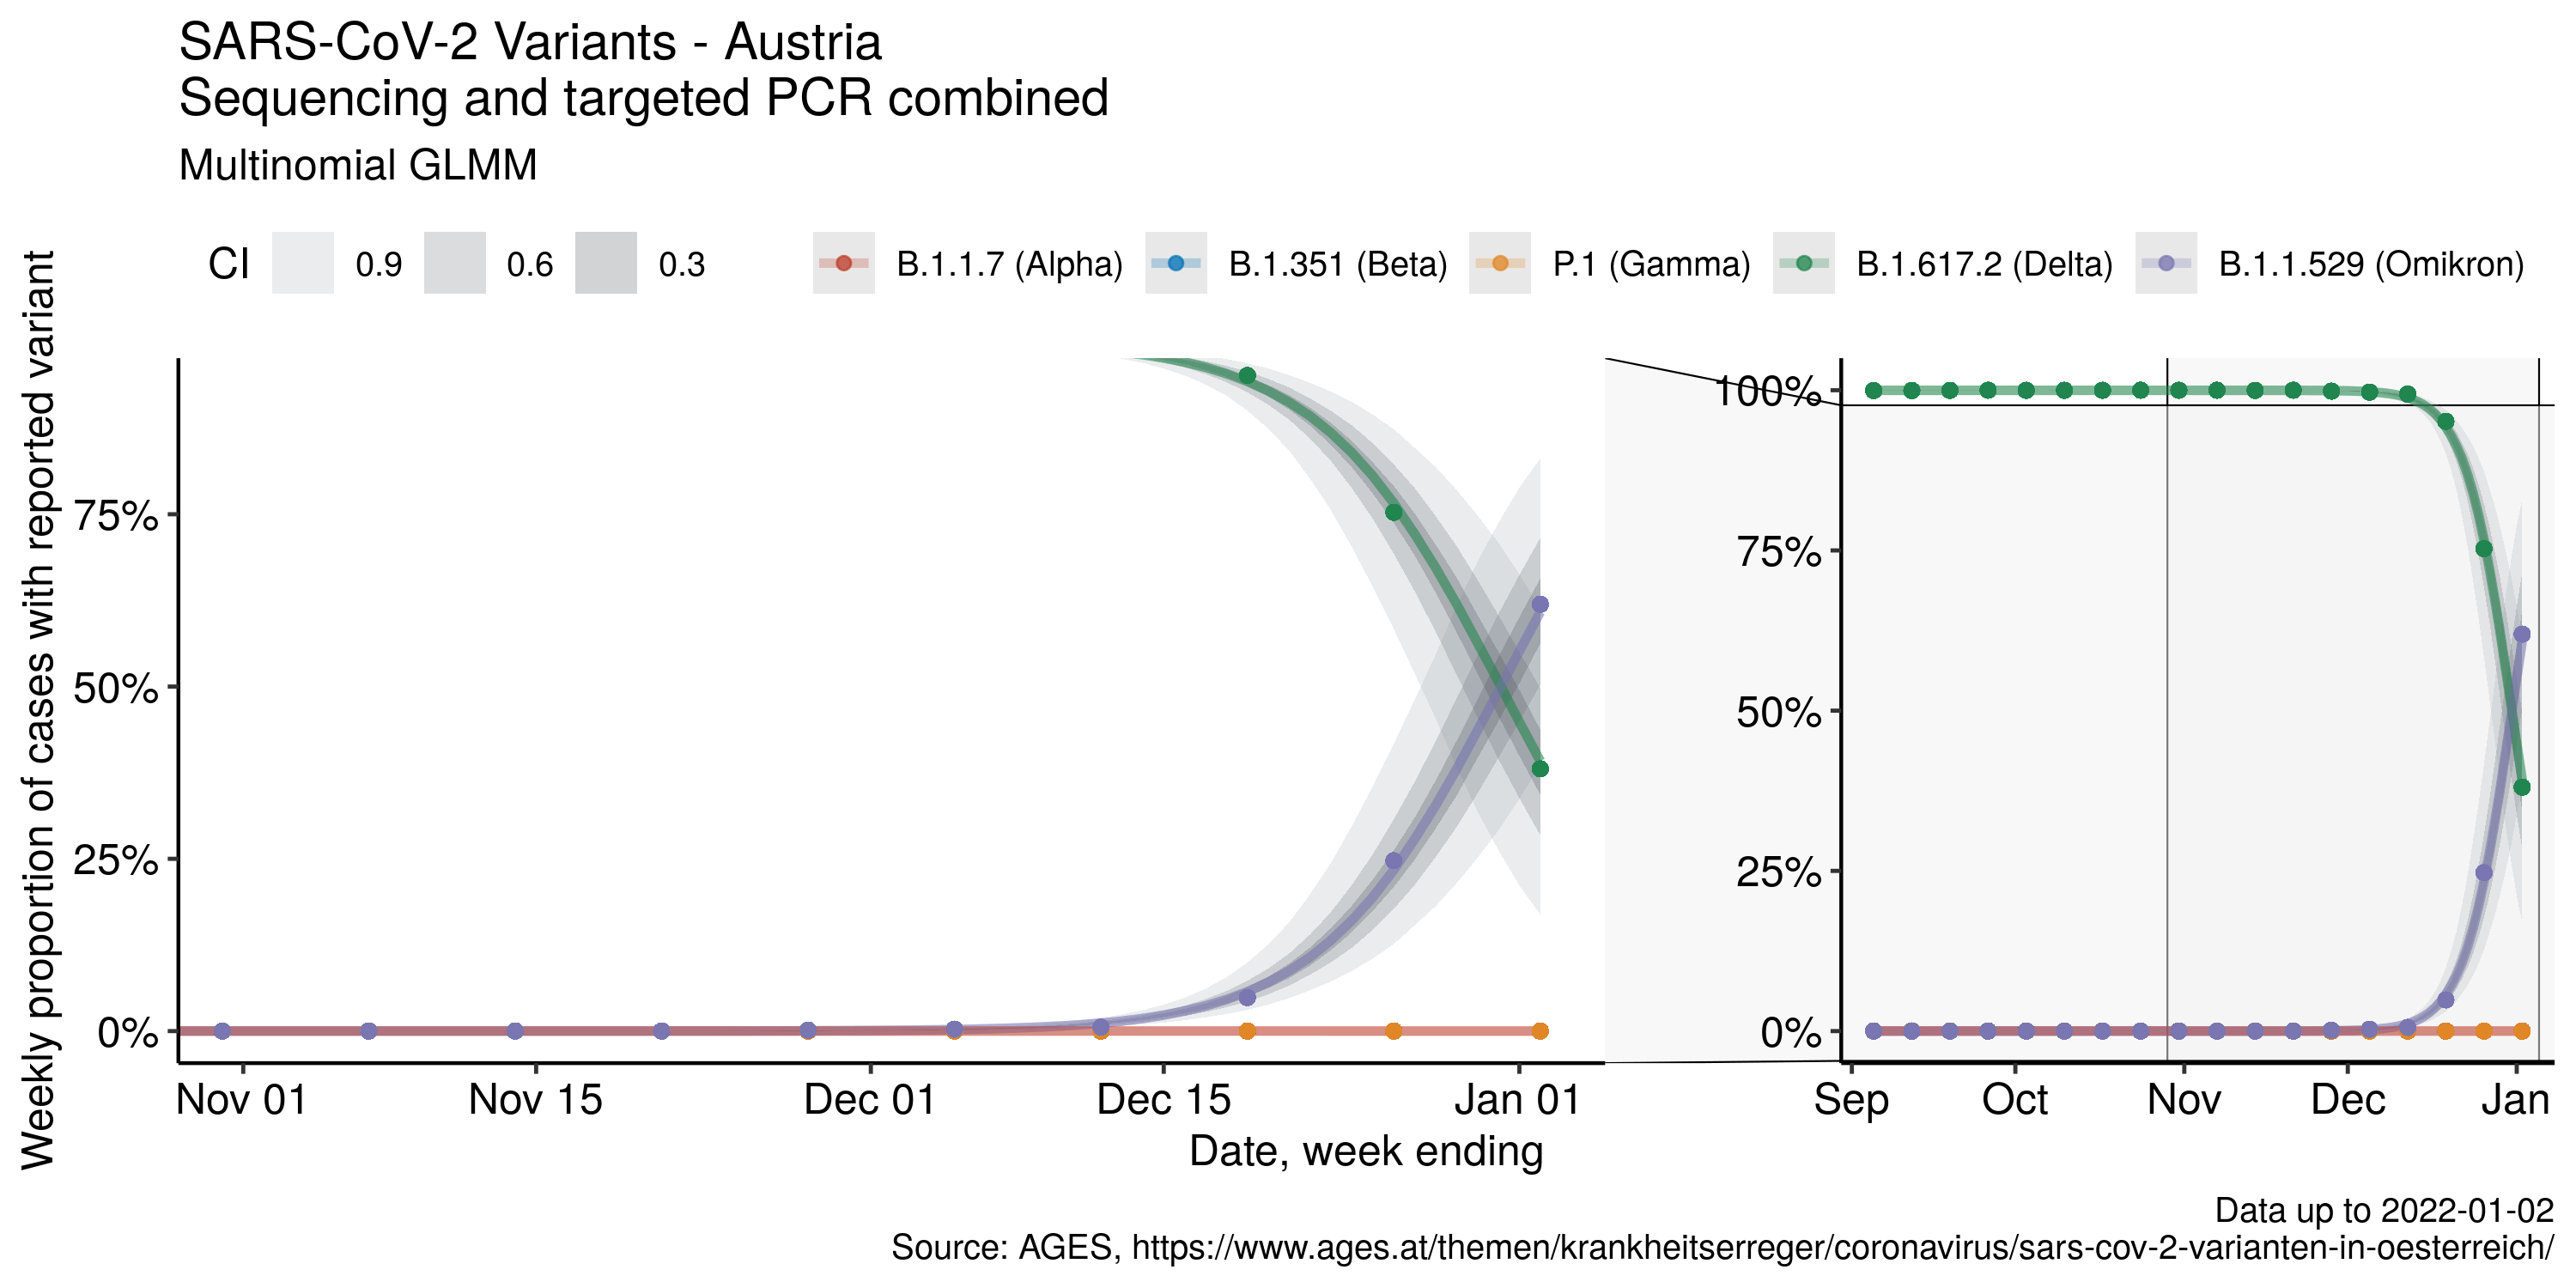 SARS-CoV-2 Variants - Austria
Sequencing and targeted PCR combined
Multinomial GLMM
CI 0.9 0.6 0.3 B.1.1.7 (Alpha) B.1.351 (Beta) P.1 (Gamma) B.1.617.2 (Delta) B.1.1.529 (Omikron)
Weekly proportion of cases with reported variant
75%
50%
25%
0%
Nov 01 Nov 15 Dec 01 Dec 15 Jan 01
100%
75%
50%
25%
0%
Sep Oct Nov Dec Jan
Date, week ending
Data up to 2022-01-02
Source: AGES, https://www.ages.at/themen/krankheitserreger/coronavirus/sars-cov-2-varianten-in-oesterreich/